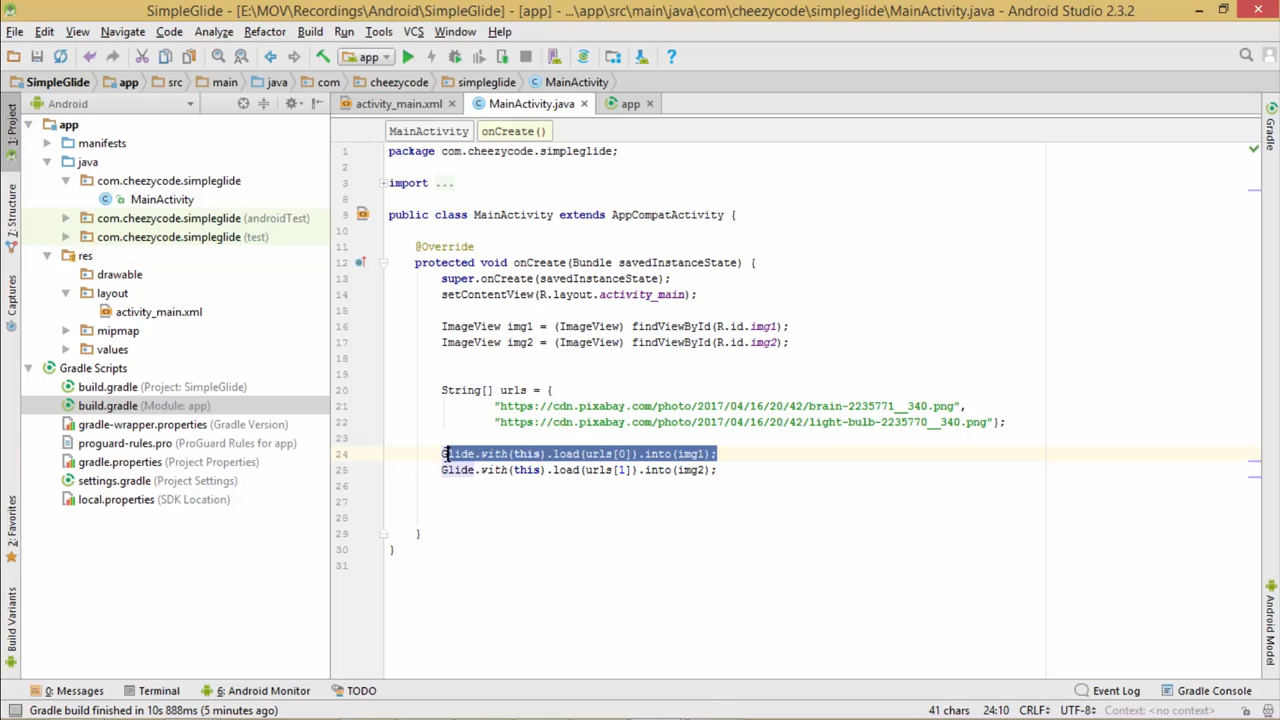 SimpleGlide - [E:\MOV\Recordings\Android\SimpleGlide] - [app] - ...\app\src\main\java\com\cheezycode\simpleglide\MainActivity.java - Android Studio 2.3.2
File Edit View Navigate Code Analyze Refactor Build Run Tools VCS Window Help
app
SimpleGlide app src main java com cheezycode simpleglide MainActivity
Android
activity_main.xml MainActivity.java app
MainActivity onCreate()
1: Project
Z: Structure
Captures
2: Favorites
Build Variants
app
manifests
java
com.cheezycode.simpleglide
MainActivity
com.cheezycode.simpleglide (androidTest)
com.cheezycode.simpleglide (test)
res
drawable
layout
activity_main.xml
mipmap
values
Gradle Scripts
build.gradle (Project: SimpleGlide)
build.gradle (Module: app)
gradle-wrapper.properties (Gradle Version)
proguard-rules.pro (ProGuard Rules for app)
gradle.properties (Project Properties)
settings.gradle (Project Settings)
local.properties (SDK Location)
1 package com.cheezycode.simpleglide;
2
3 import ...
8
9 public class MainActivity extends AppCompatActivity {
10
11 @Override
12 protected void onCreate(Bundle savedInstanceState) {
13 super.onCreate(savedInstanceState);
14 setContentView(R.layout.activity_main);
15
16 ImageView img1 = (ImageView) findViewById(R.id.img1);
17 ImageView img2 = (ImageView) findViewById(R.id.img2);
18
19
20 String[] urls = {
21 "https://cdn.pixabay.com/photo/2017/04/16/20/42/brain-2235771__340.png",
22 "https://cdn.pixabay.com/photo/2017/04/16/20/42/light-bulb-2235770__340.png"};
23
24 Glide.with(this).load(urls[0]).into(img1);
25 Glide.with(this).load(urls[1]).into(img2);
26
27
28
29 }
30 }
31
Gradle
Android Model
0: Messages Terminal 6: Android Monitor TODO Event Log Gradle Console
Gradle build finished in 10s 888ms (5 minutes ago) 41 chars 24:10 CRLF÷ UTF-8÷ Context: <no context>